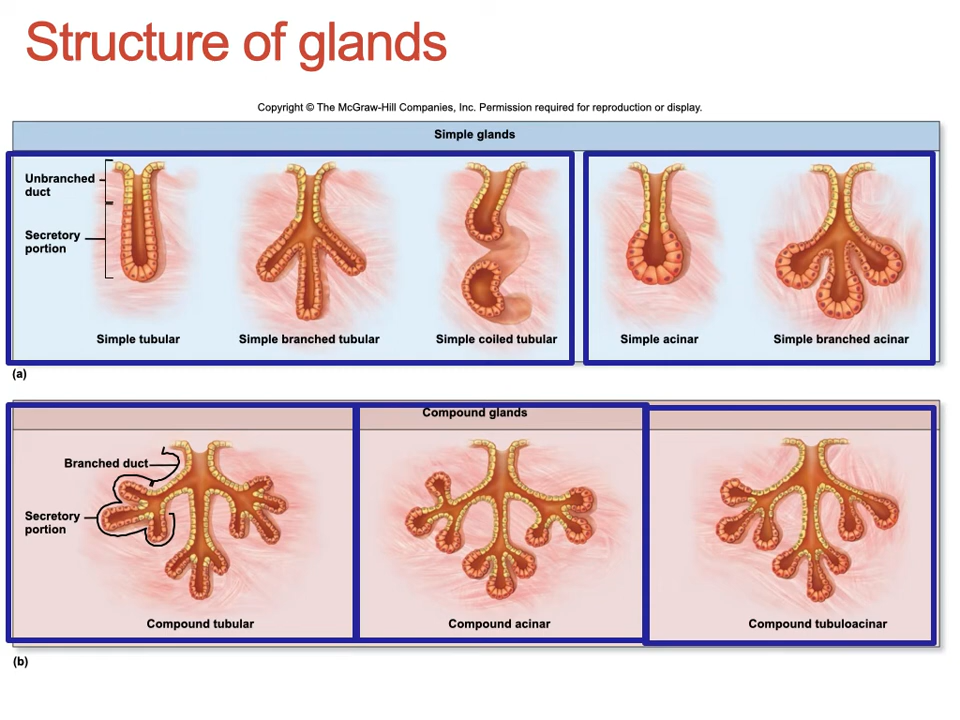 Structure of glands
Copyright © The McGraw-Hill Companies, Inc. Permission required for reproduction or display.
Simple glands
Unbranched
duct
Secretory
portion
Simple tubular
Simple branched tubular
Simple coiled tubular
Simple acinar
Simple branched acinar
(a)
Compound glands
Branched duct
Secretory
portion
Compound tubular
Compound acinar
Compound tubuloacinar
(b)